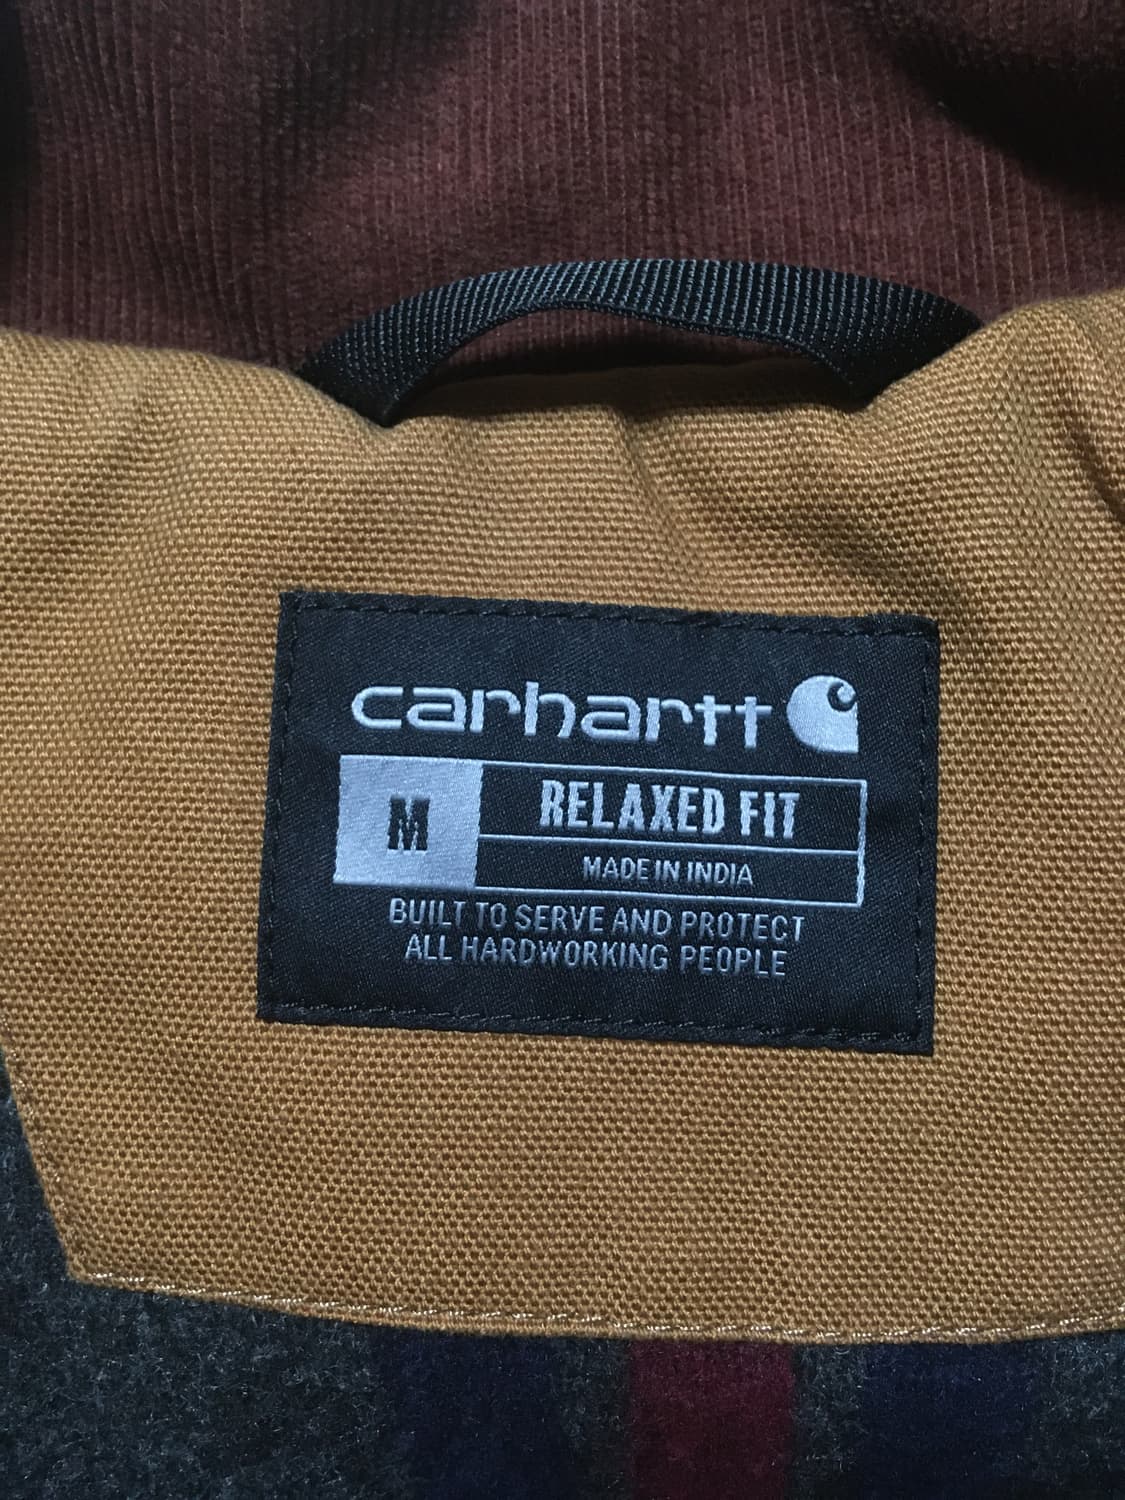 carhartt
M
RELAXED FIT
MADE IN INDIA
BUILT TO SERVE AND PROTECT
ALL HARDWORKING PEOPLE